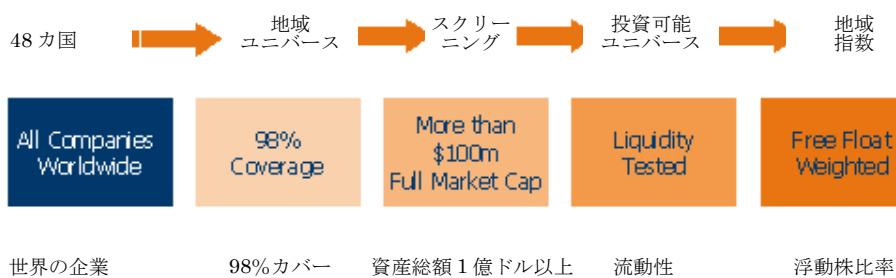 48 カ国
地域
ユニバース
スクリー
ニング
投資可能
ユニバース
地域
指数
All Companies
Worldwide
98%
Coverage
More than
$100m
Full Market Cap
Liquidity
Tested
Free Float
Weighted
世界の企業
98%カバー
資産総額 1 億ドル以上
流動性
浮動株比率